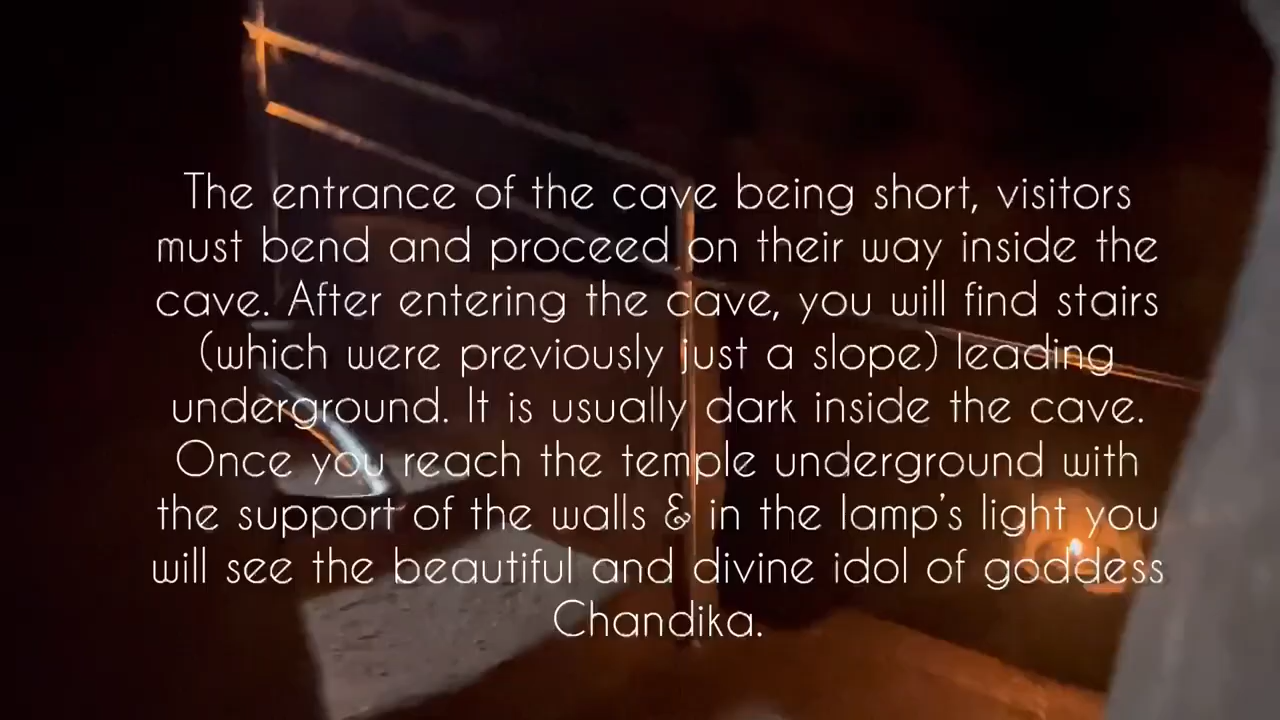 The entrance of the cave being short, visitors
must bend and proceed on their way inside the
cave. After entering the cave, you will find stairs
(which were previously just a slope) leading
underground. It is usually dark inside the cave.
Once you reach the temple underground with
the support of the walls & in the lamp's light you
will see the beautiful and divine idol of goddess
Chandika.